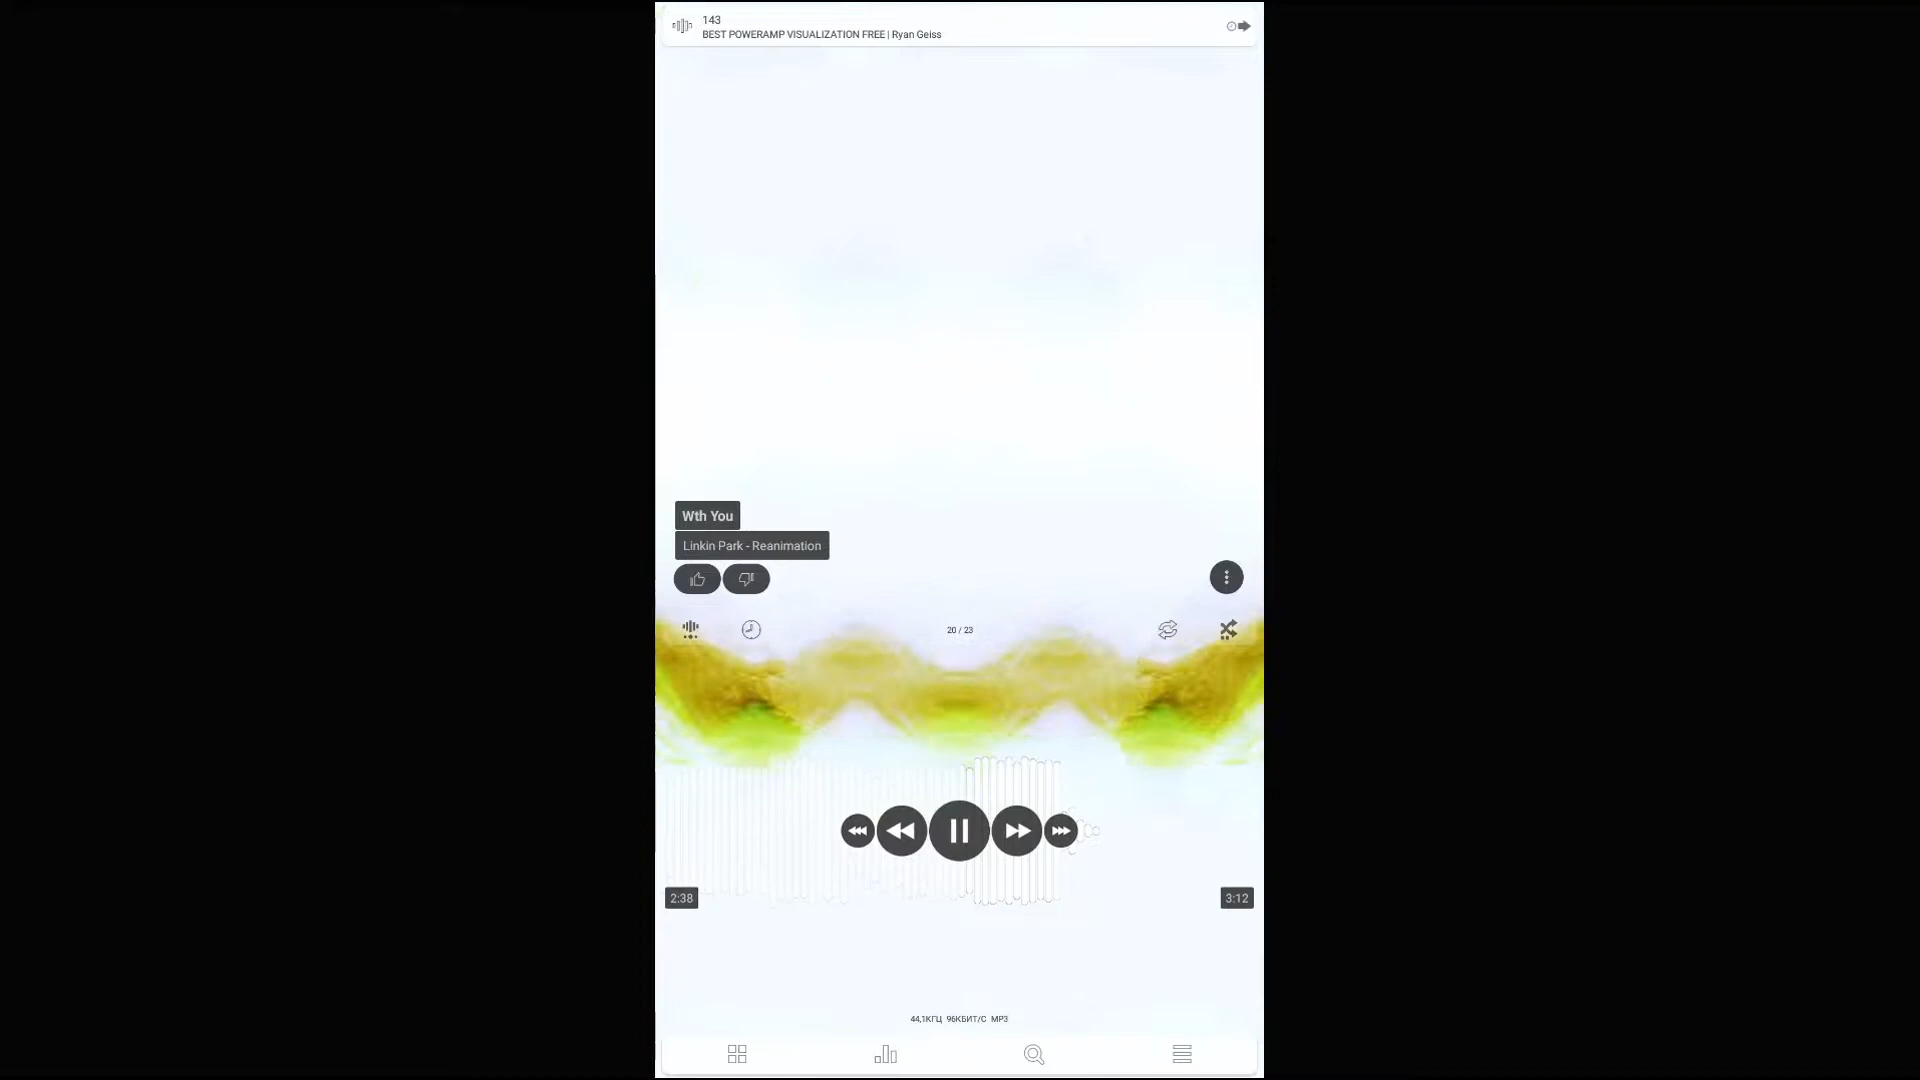 143
BEST POWERAMP VISUALIZATION FREE | Ryan Geiss
Wth You
Linkin Park - Reanimation
20 / 23
2:38
3:12
44,1КГЦ 96КБИТ/С MP3